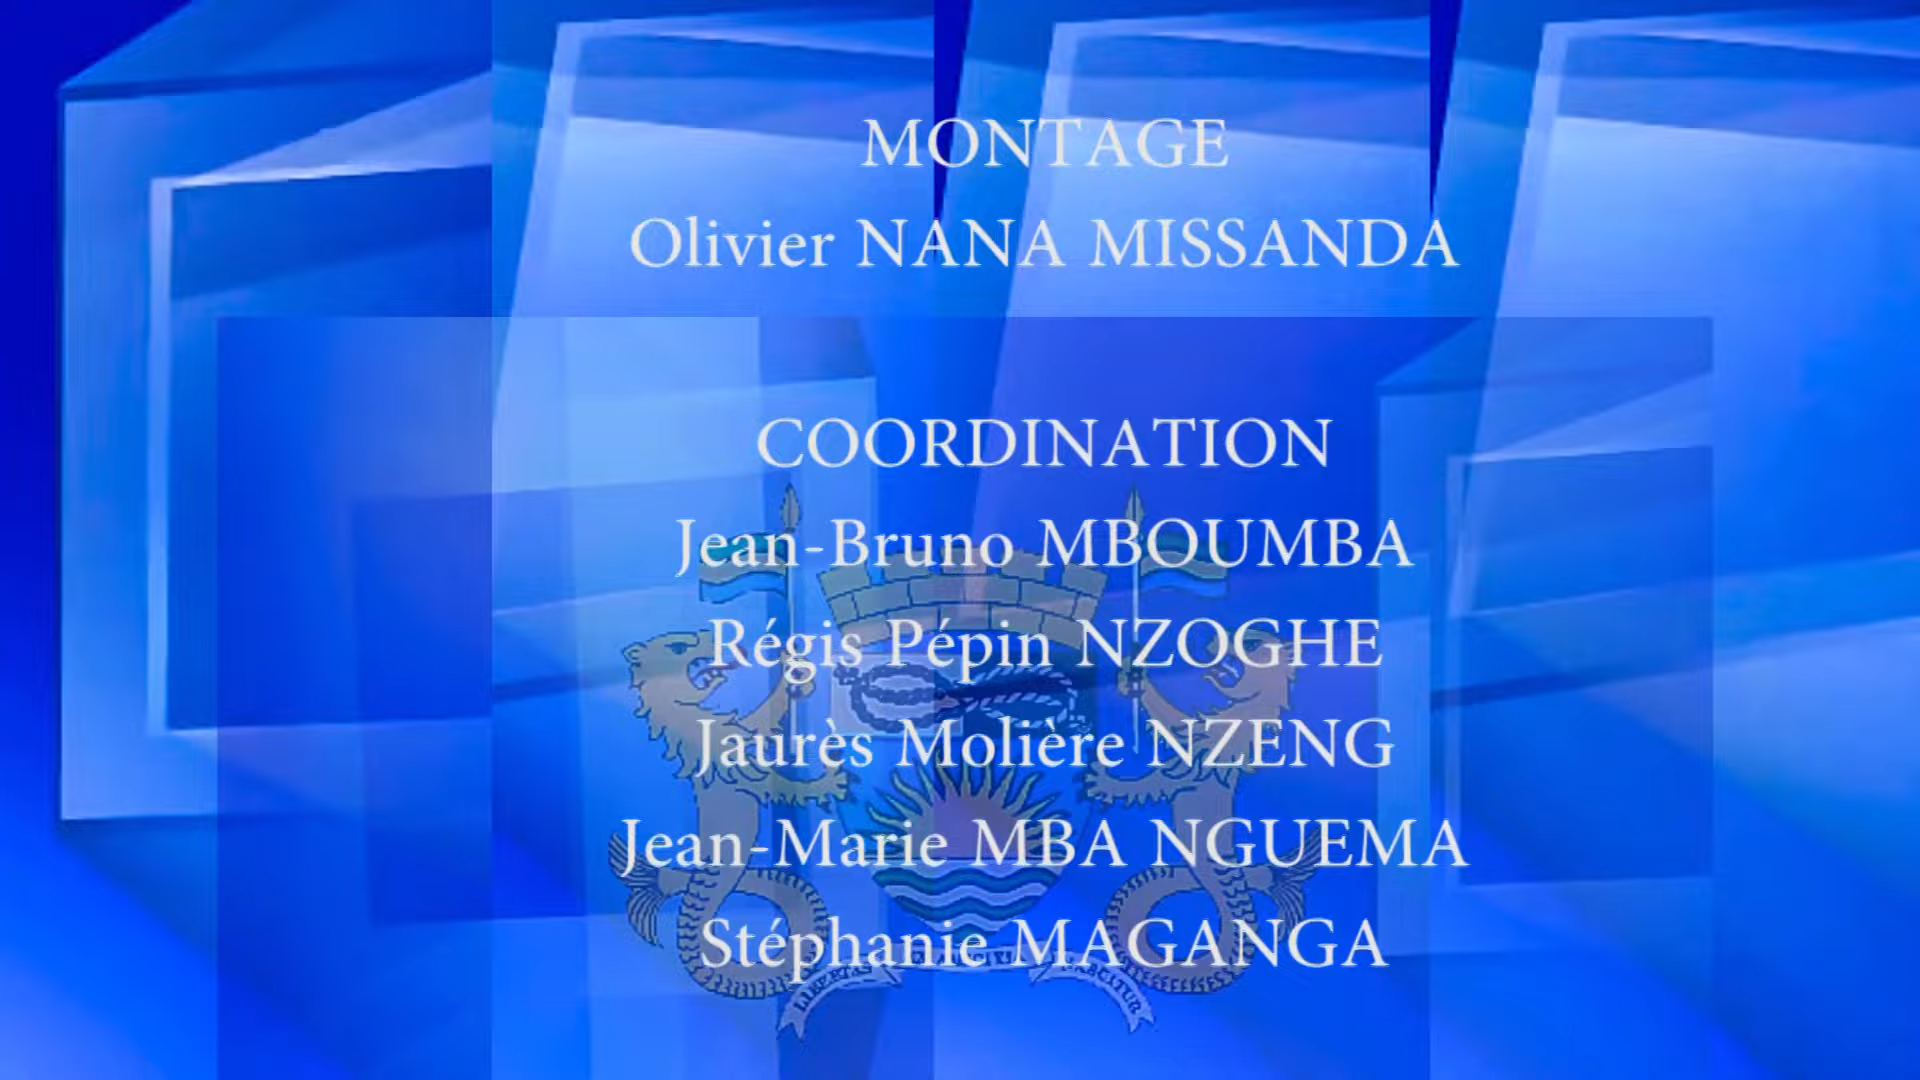 MONTAGE
Olivier NANA MISSANDA
COORDINATION
Jean-Bruno MBOUMBA
Régis Pépin NZOGHE
Jaurès Molière NZENG
Jean-Marie MBA NGUEMA
Stéphanie MAGANGA
LIBERTAS